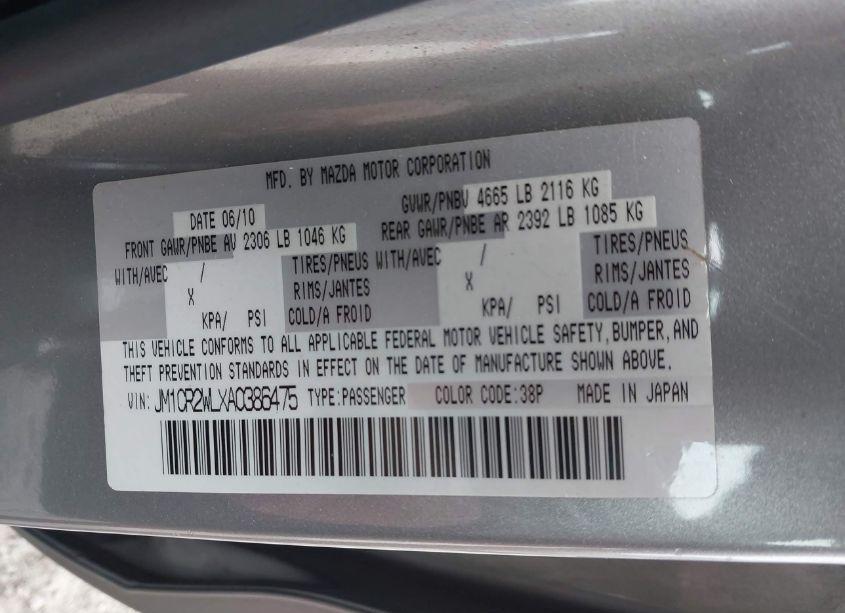 MFD. BY MAZDA MOTOR CORPORATION
DATE 06/10 GVWR/PNBV 4665 LB 2116 KG
FRONT GAWR/PNBE AV 2306 LB 1046 KG REAR GAWR/PNBE AR 2392 LB 1085 KG
WITH/AVEC / TIRES/PNEUS WITH/AVEC / TIRES/PNEUS
X RIMS/JANTES X RIMS/JANTES
KPA/ PSI COLD/A FROID KPA/ PSI COLD/A FROID
THIS VEHICLE CONFORMS TO ALL APPLICABLE FEDERAL MOTOR VEHICLE SAFETY,BUMPER,AND
THEFT PREVENTION STANDARDS IN EFFECT ON THE DATE OF MANUFACTURE SHOWN ABOVE.
VIN: JM1CR2WLXA0386475 TYPE:PASSENGER COLOR CODE:38P MADE IN JAPAN